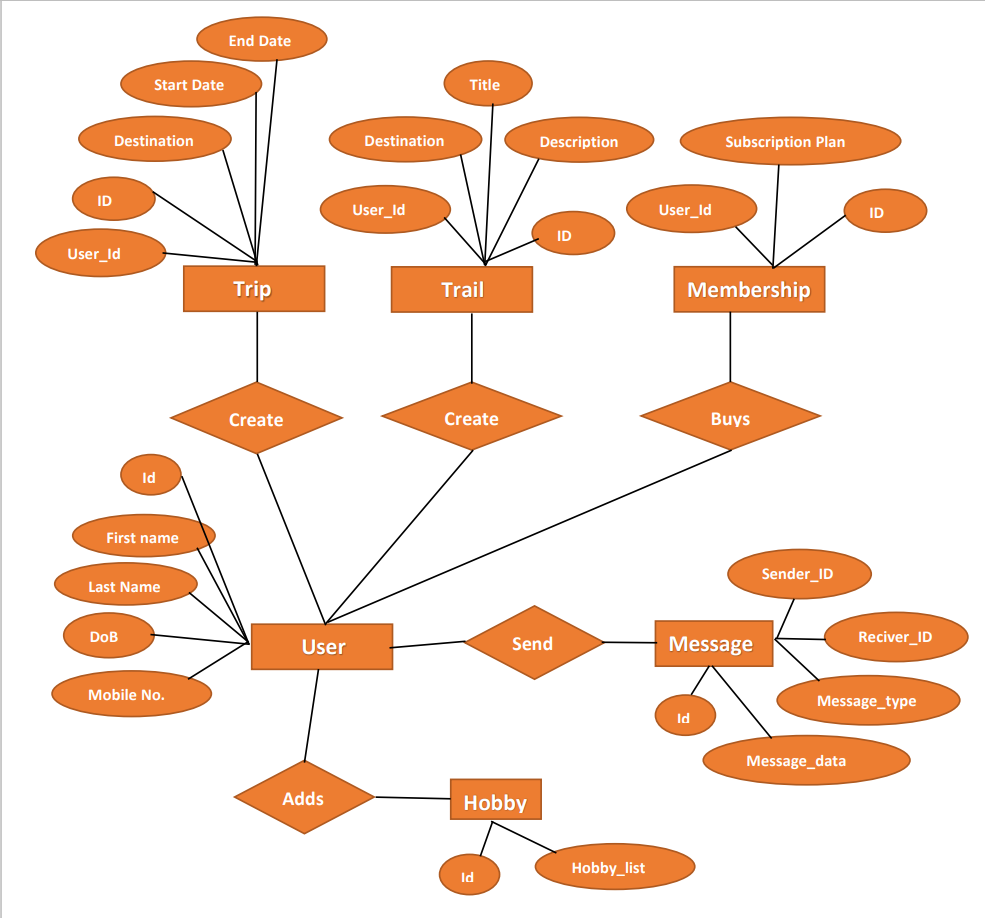 End Date
Start Date
Destination
ID
User_Id
Trip
Title
Destination
Description
User_Id
ID
Trail
Subscription Plan
User_Id
ID
Membership
Create
Create
Buys
Id
First name
Last Name
DoB
Mobile No.
User
Send
Message
Sender_ID
Reciver_ID
Message_type
Id
Message_data
Adds
Hobby
Id
Hobby_list